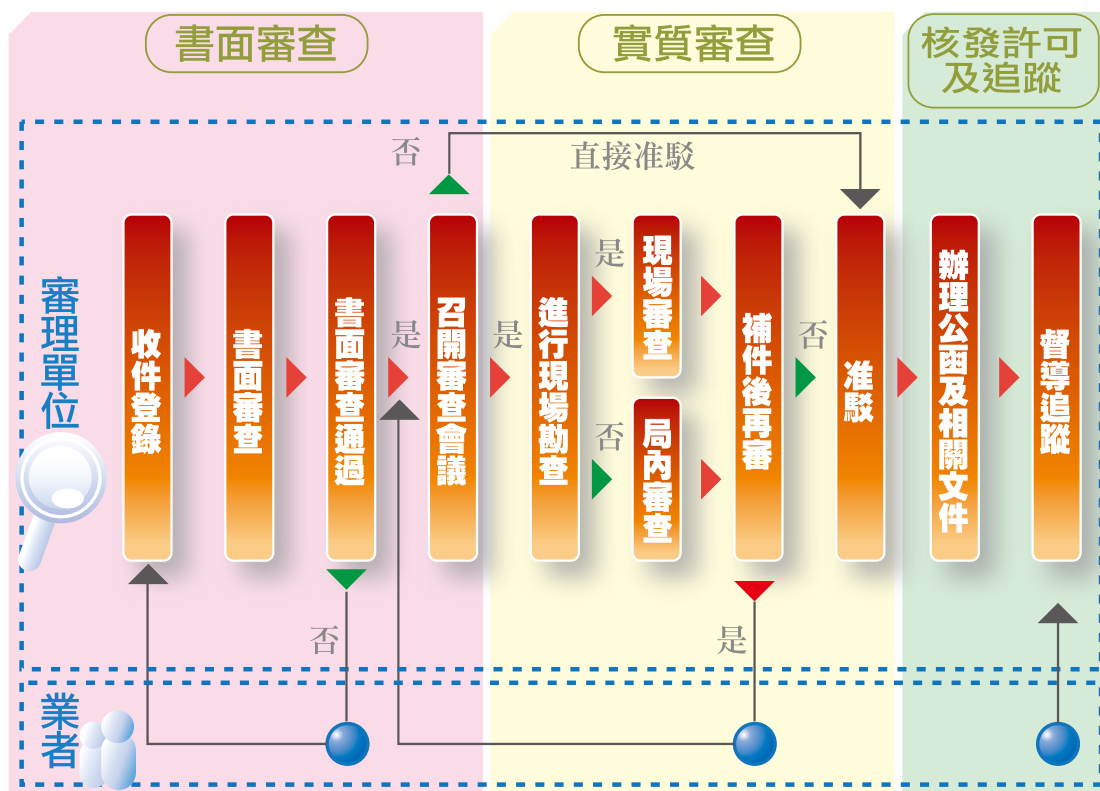 書面審查
實質審查
核發許可
及追蹤
否
直接准駁
審理單位
收件登錄
書面審查
書面審查通過
是
召開審查會議
是
進行現場勘查
是
現場審查
否
局內審查
補件後再審
否
准駁
辦理公函及相關文件
督導追蹤
否
是
業者